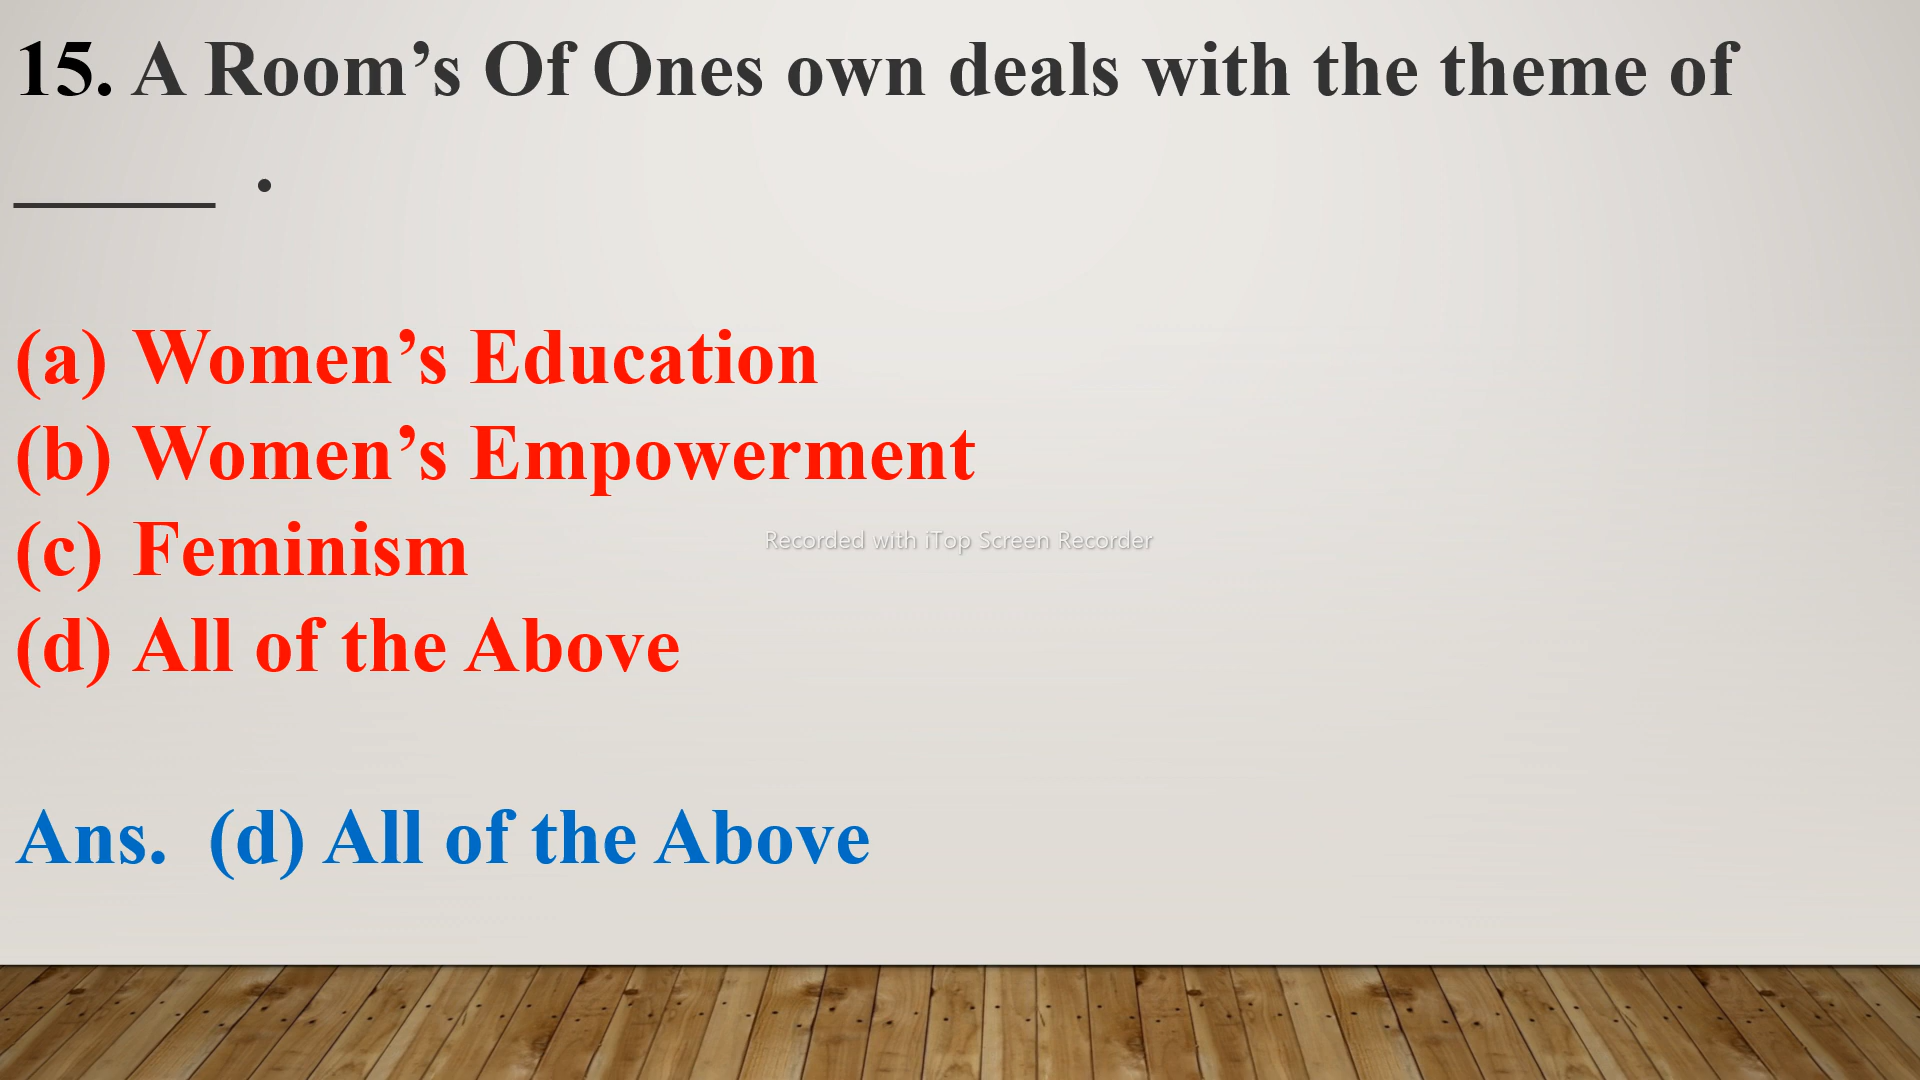 15. A Room’s Of Ones own deals with the theme of
______ .
(a) Women’s Education
(b) Women’s Empowerment
(c) Feminism
Recorded with iTop Screen Recorder
(d) All of the Above
Ans. (d) All of the Above